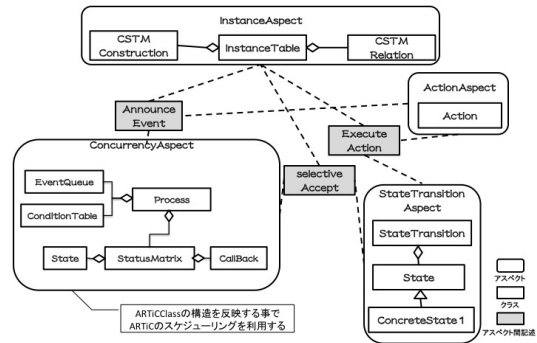 InstanceAspect
CSTM
Construction
InstanceTable
CSTM
Relation
ActionAspect
Action
Announce
Event
Execute
Action
ConcurrencyAspect
selective
Accept
EventQueue
ConditionTable
Process
State
StatusMatrix
CallBack
StateTransition
Aspect
StateTransition
State
ConcreteState1
アスペクト
クラス
アスペクト間記述
ARTiCClassの構造を反映する事で
ARTiCのスケジューリングを利用する